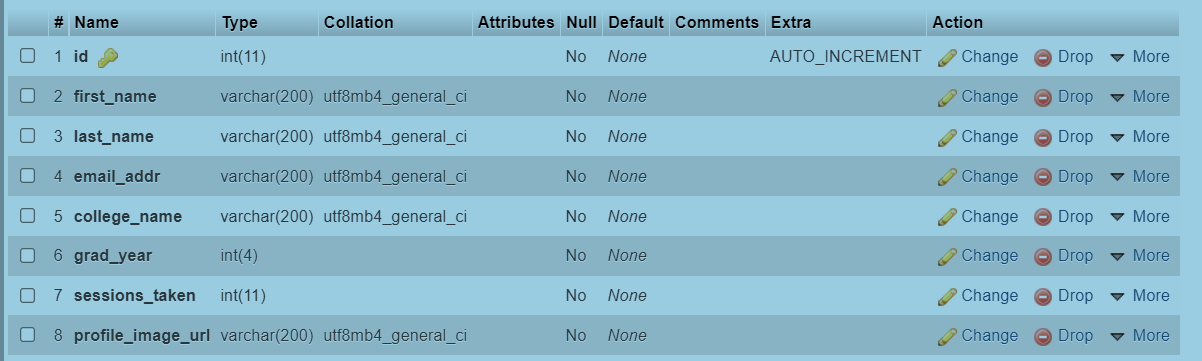 # Name Type Collation Attributes Null Default Comments Extra Action
1 id int(11) No None AUTO_INCREMENT Change Drop More
2 first_name varchar(200) utf8mb4_general_ci No None Change Drop More
3 last_name varchar(200) utf8mb4_general_ci No None Change Drop More
4 email_addr varchar(200) utf8mb4_general_ci No None Change Drop More
5 college_name varchar(200) utf8mb4_general_ci No None Change Drop More
6 grad_year int(4) No None Change Drop More
7 sessions_taken int(11) No None Change Drop More
8 profile_image_url varchar(200) utf8mb4_general_ci No None Change Drop More